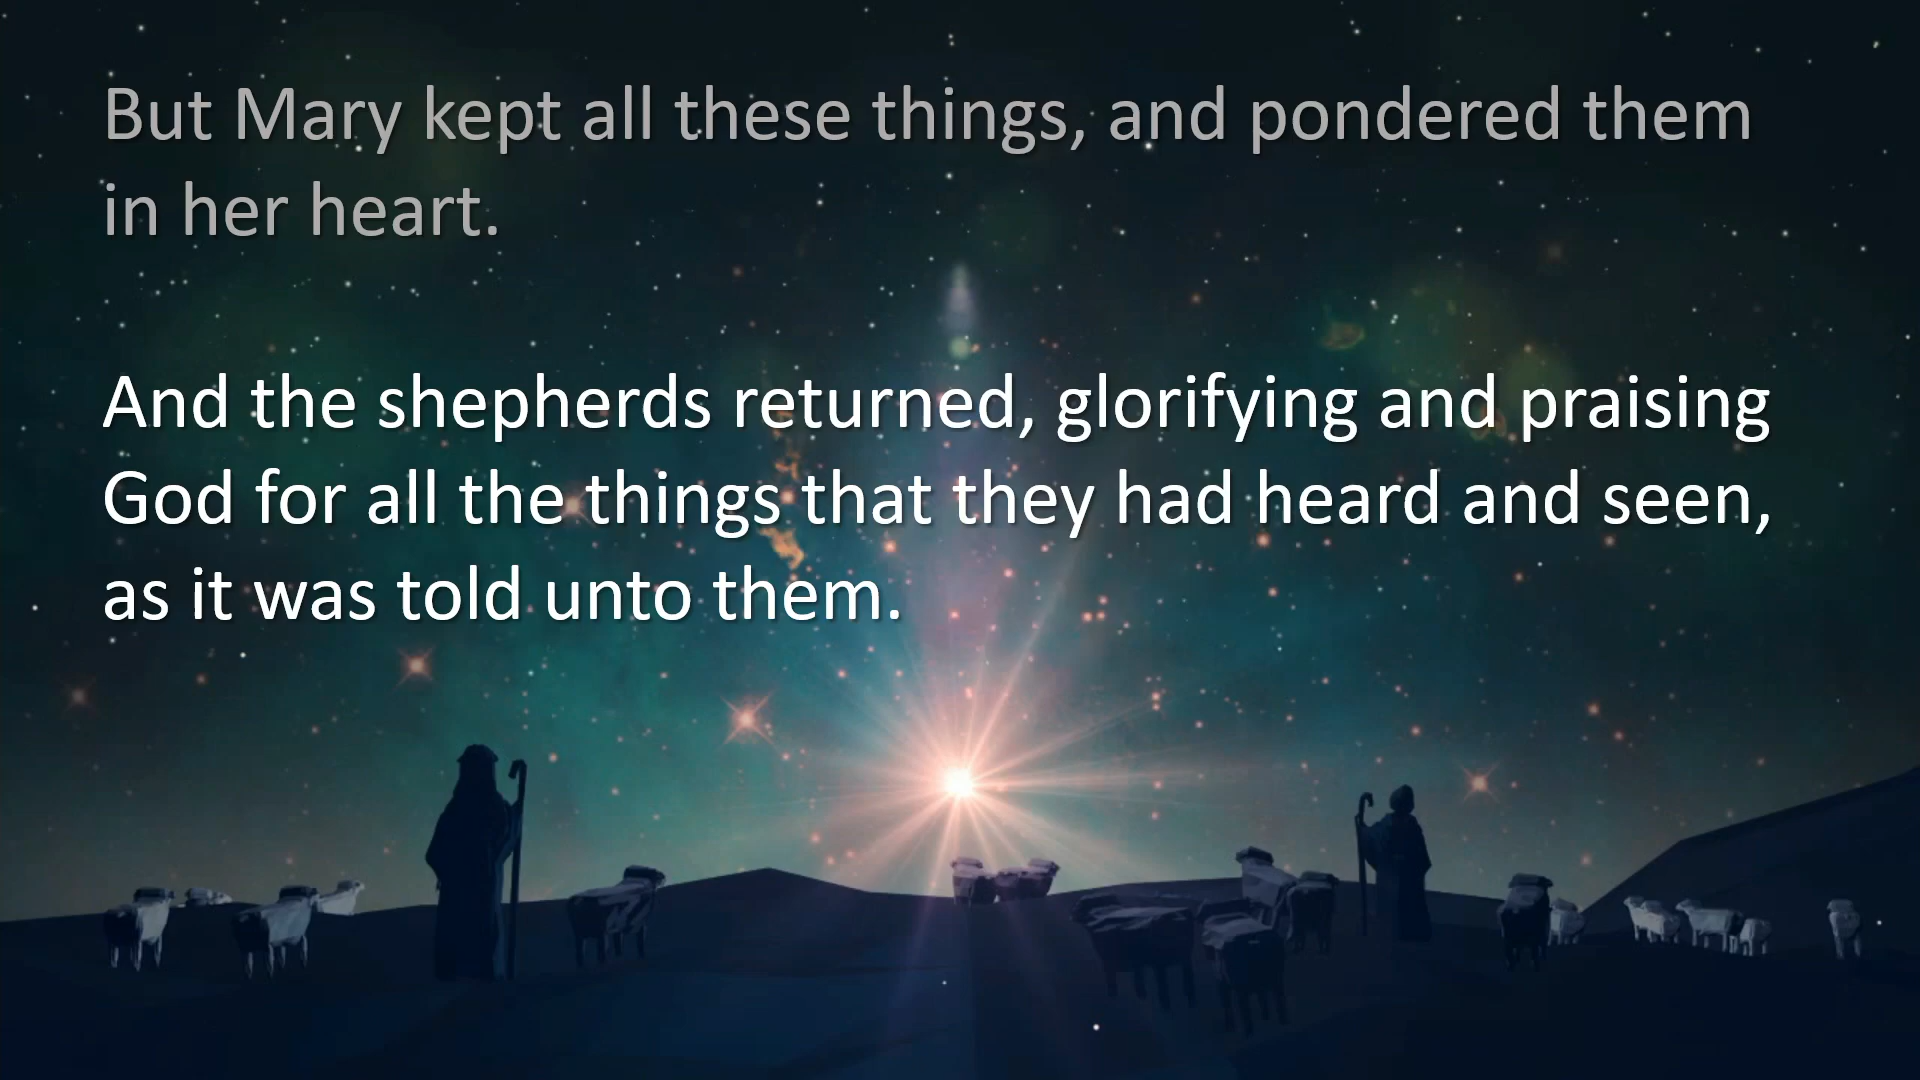 But Mary kept all these things, and pondered them
in her heart.
And the shepherds returned, glorifying and praising
God for all the things that they had heard and seen,
as it was told unto them.